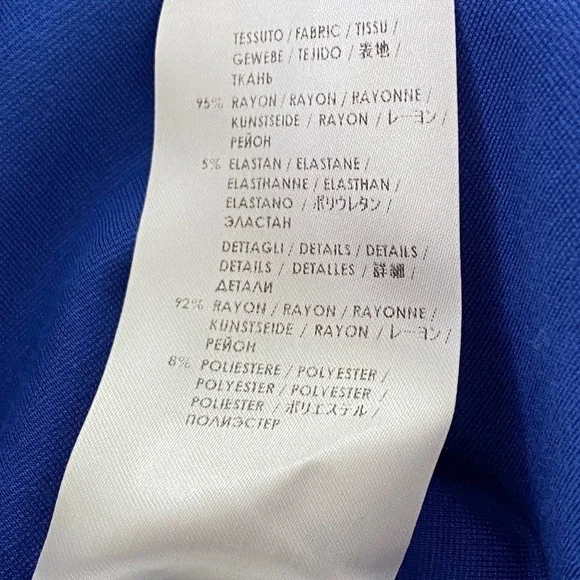 TESSUTO / FABRIC / TISSU /
GEWEBE / TEJIDO / 表地 /
ТКАНЬ
95% RAYON / RAYON / RAYONNE /
KUNSTSEIDE / RAYON / レーヨン /
РЕЙОН
5% ELASTAN / ELASTANE /
ELASTHANNE / ELASTHAN /
ELASTANO / ポリウレタン /
ЭЛАСТАН
DETTAGLI / DETAILS / DETAILS /
DETAILS / DETALLES / 詳細 /
ДЕТАЛИ
92% RAYON / RAYON / RAYONNE /
KUNSTSEIDE / RAYON / レーヨン /
РЕЙОН
8% POLIESTERE / POLYESTER /
POLYESTER / POLYESTER /
POLIESTER / ポリエステル /
ПОЛИЭСТЕР